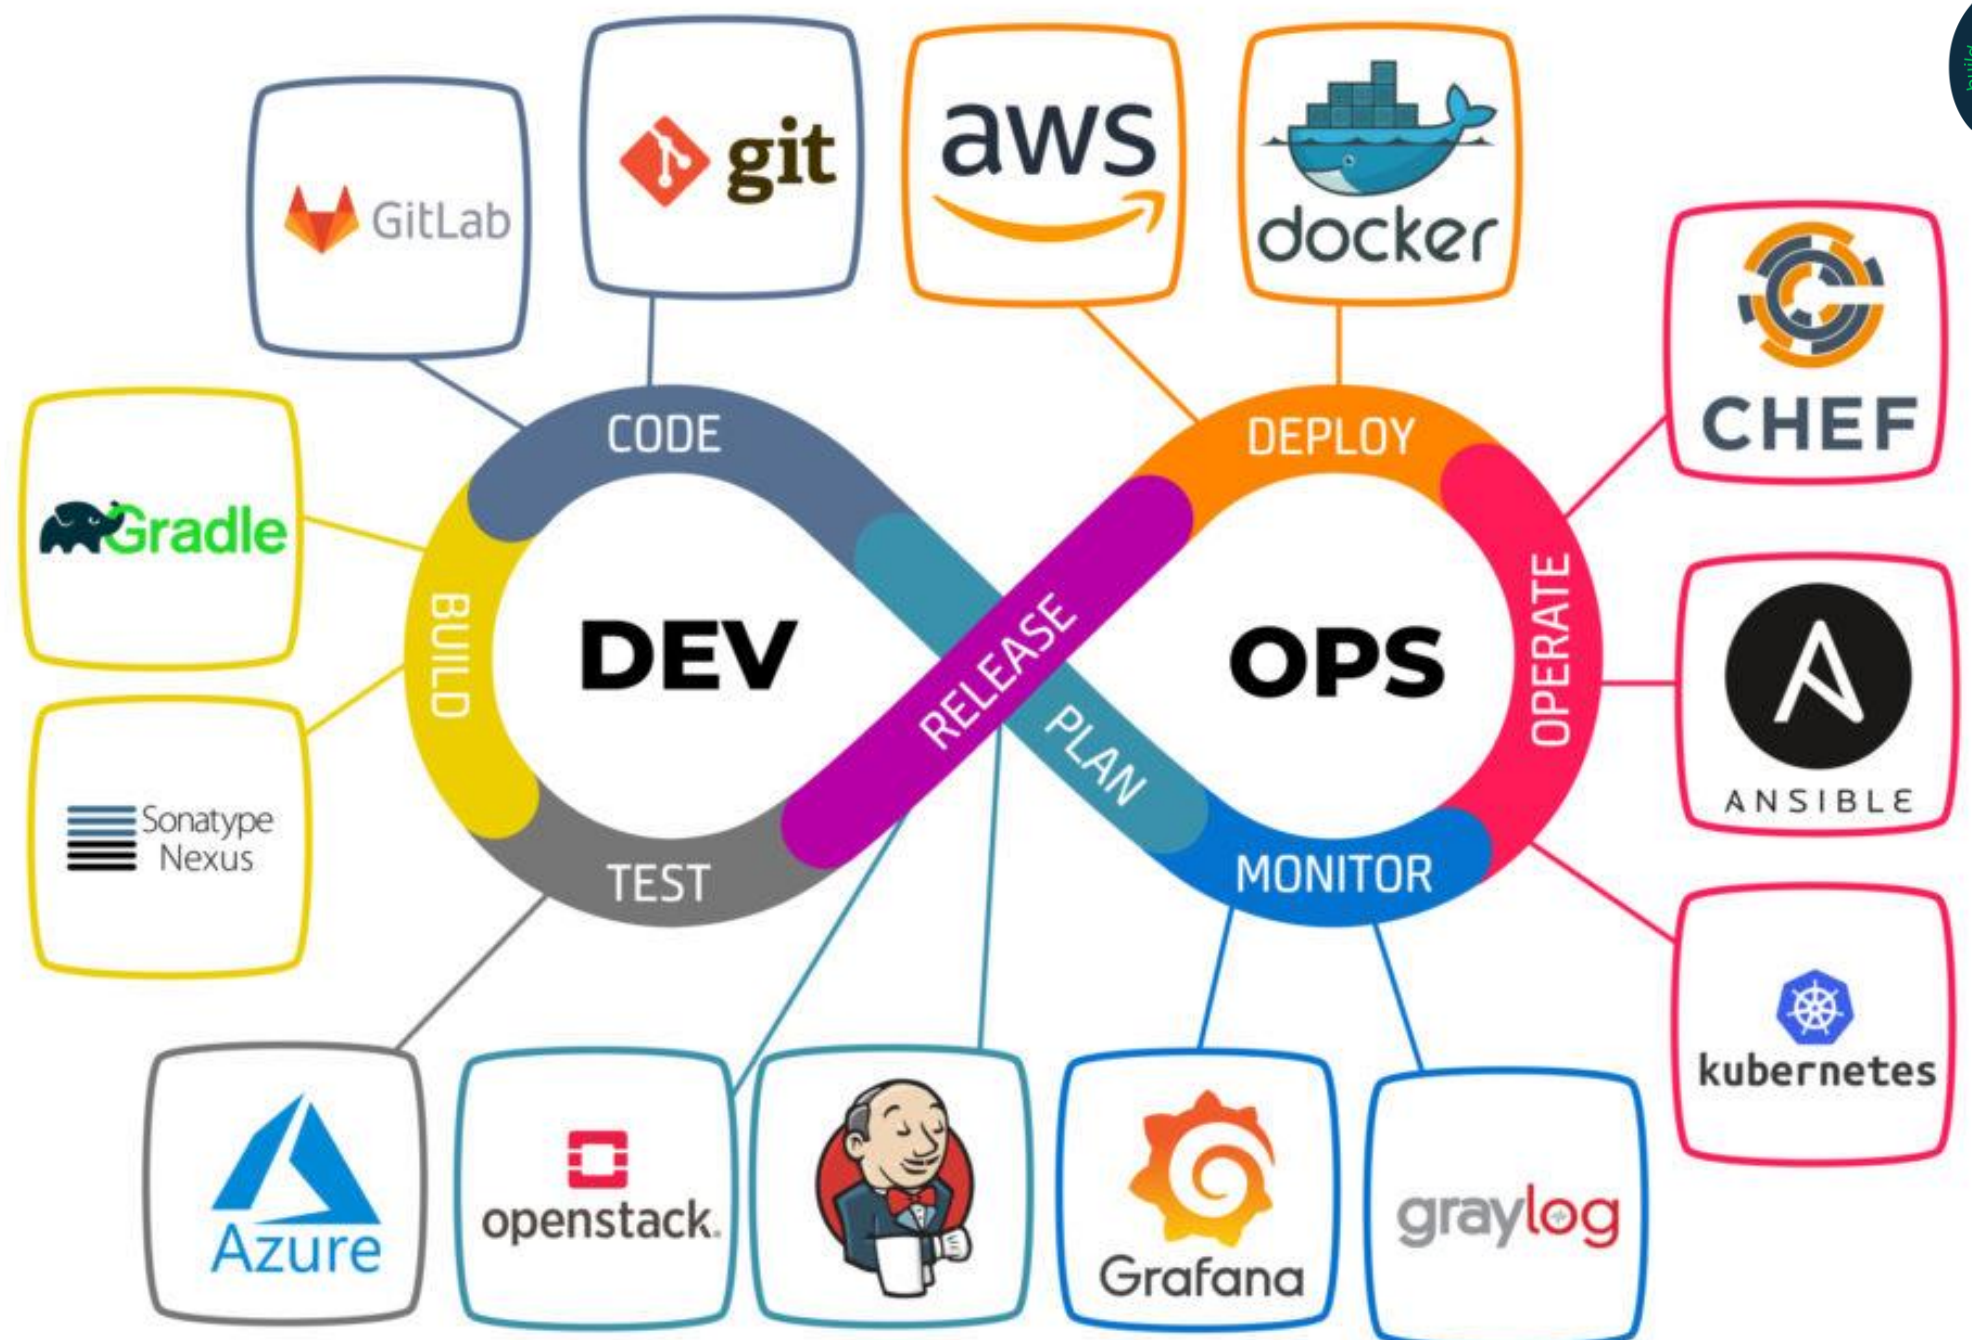 git
aws
docker
GitLab
CHEF
CODE
DEPLOY
Gradle
BUILD
DEV
RELEASE
OPS
OPERATE
PLAN
ANSIBLE
Sonatype
Nexus
TEST
MONITOR
kubernetes
Azure
openstack.
Grafana
graylog
build